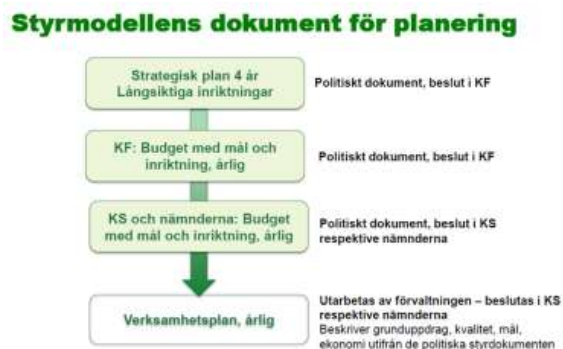 Styrmodellens dokument för planering
Strategisk plan 4 år
Långsiktiga inriktningar
Politiskt dokument, beslut i KF
KF: Budget med mål och
inriktning, årlig
Politiskt dokument, beslut i KF
KS och nämnderna: Budget
med mål och inriktning, årlig
Politiskt dokument, beslut i KS
respektive nämnderna
Verksamhetsplan, årlig
Utarbetas av förvaltningen – beslutas i KS
respektive nämnderna
Beskriver grunduppdrag, kvalitet, mål,
ekonomi utifrån de politiska styrdokumenten